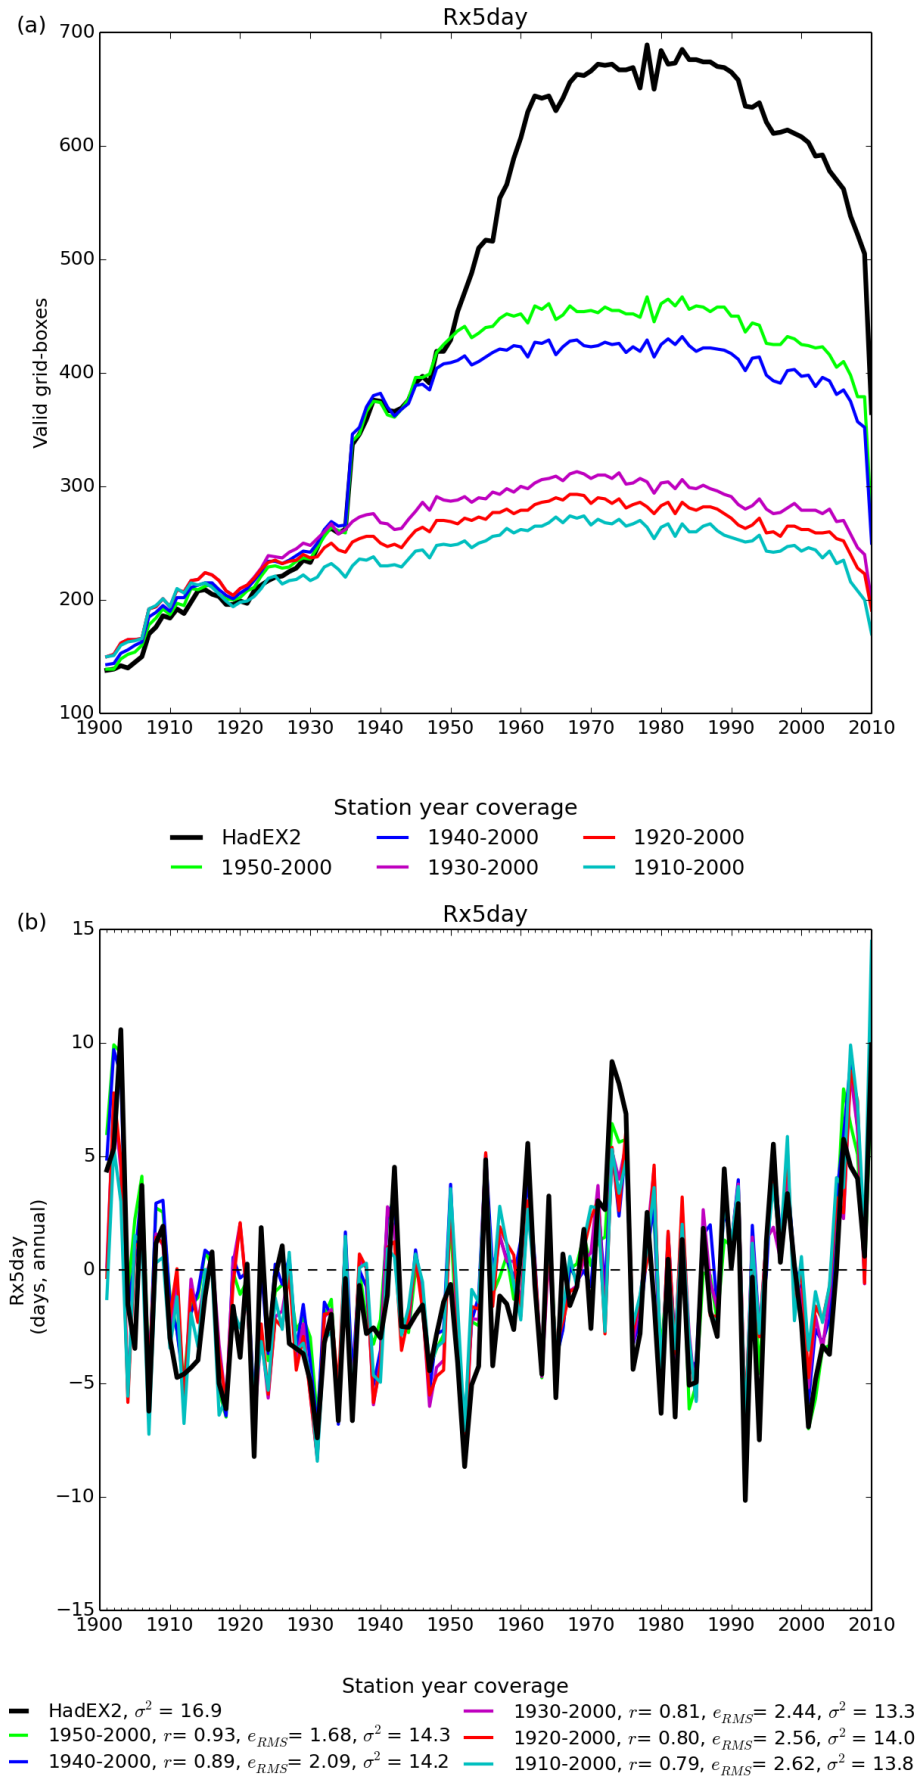 (a)
Rx5day
700
600
500
400
300
200
100
Valid grid-boxes
1900 1910 1920 1930 1940 1950 1960 1970 1980 1990 2000 2010
Station year coverage
HadEX2 1940-2000 1920-2000
1950-2000 1930-2000 1910-2000
(b)
Rx5day
15
10
5
0
−5
−10
−15
Rx5day
(days, annual)
1900 1910 1920 1930 1940 1950 1960 1970 1980 1990 2000 2010
Station year coverage
HadEX2, σ² = 16.9 1930-2000, r= 0.81, e_RMS= 2.44, σ² = 13.3
1950-2000, r= 0.93, e_RMS= 1.68, σ² = 14.3 1920-2000, r= 0.80, e_RMS= 2.56, σ² = 14.0
1940-2000, r= 0.89, e_RMS= 2.09, σ² = 14.2 1910-2000, r= 0.79, e_RMS= 2.62, σ² = 13.8